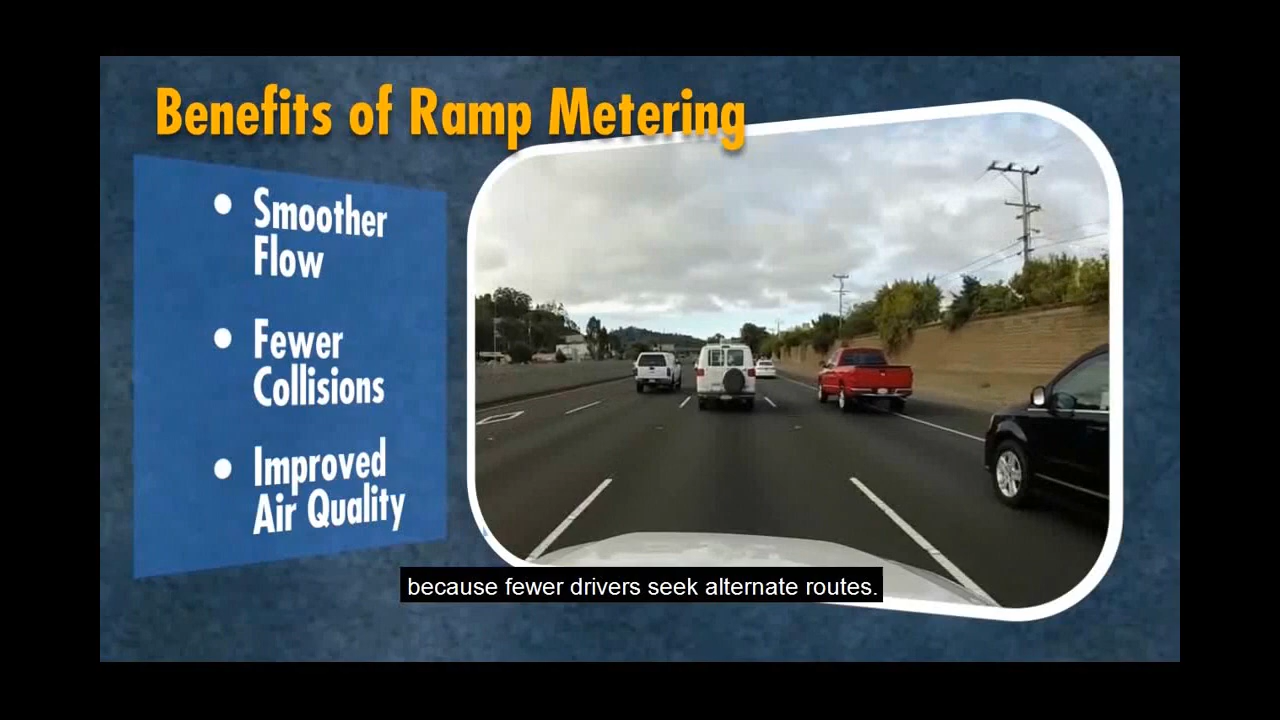 Benefits of Ramp Metering
• Smoother
Flow
• Fewer
Collisions
• Improved
Air Quality
because fewer drivers seek alternate routes.